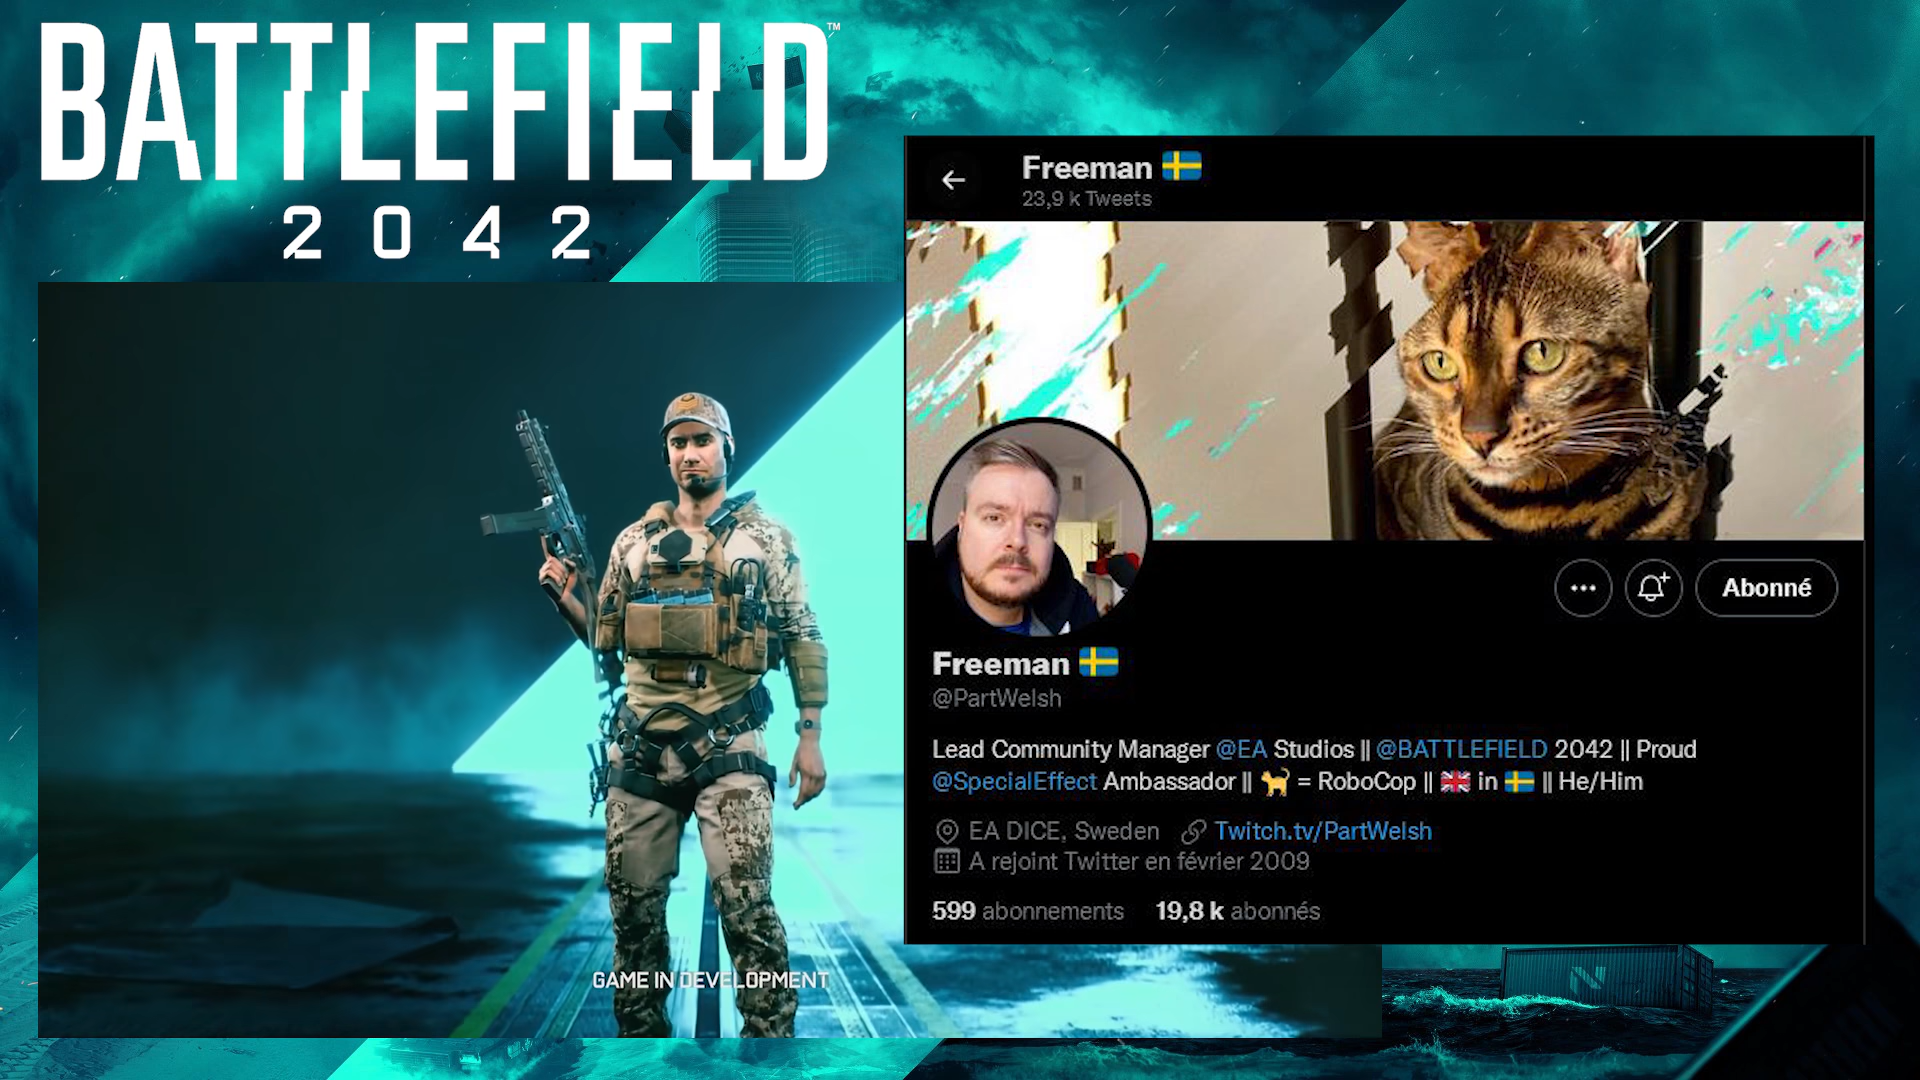 BATTLEFIELD™
2042
GAME IN DEVELOPMENT
Freeman 🇸🇪
23,9 k Tweets
Abonné
Freeman 🇸🇪
@PartWelsh
Lead Community Manager @EA Studios || @BATTLEFIELD 2042 || Proud
@SpecialEffect Ambassador || 🐈 = RoboCop || 🇬🇧 in 🇸🇪 || He/Him
EA DICE, Sweden Twitch.tv/PartWelsh
A rejoint Twitter en février 2009
599 abonnements 19,8 k abonnés